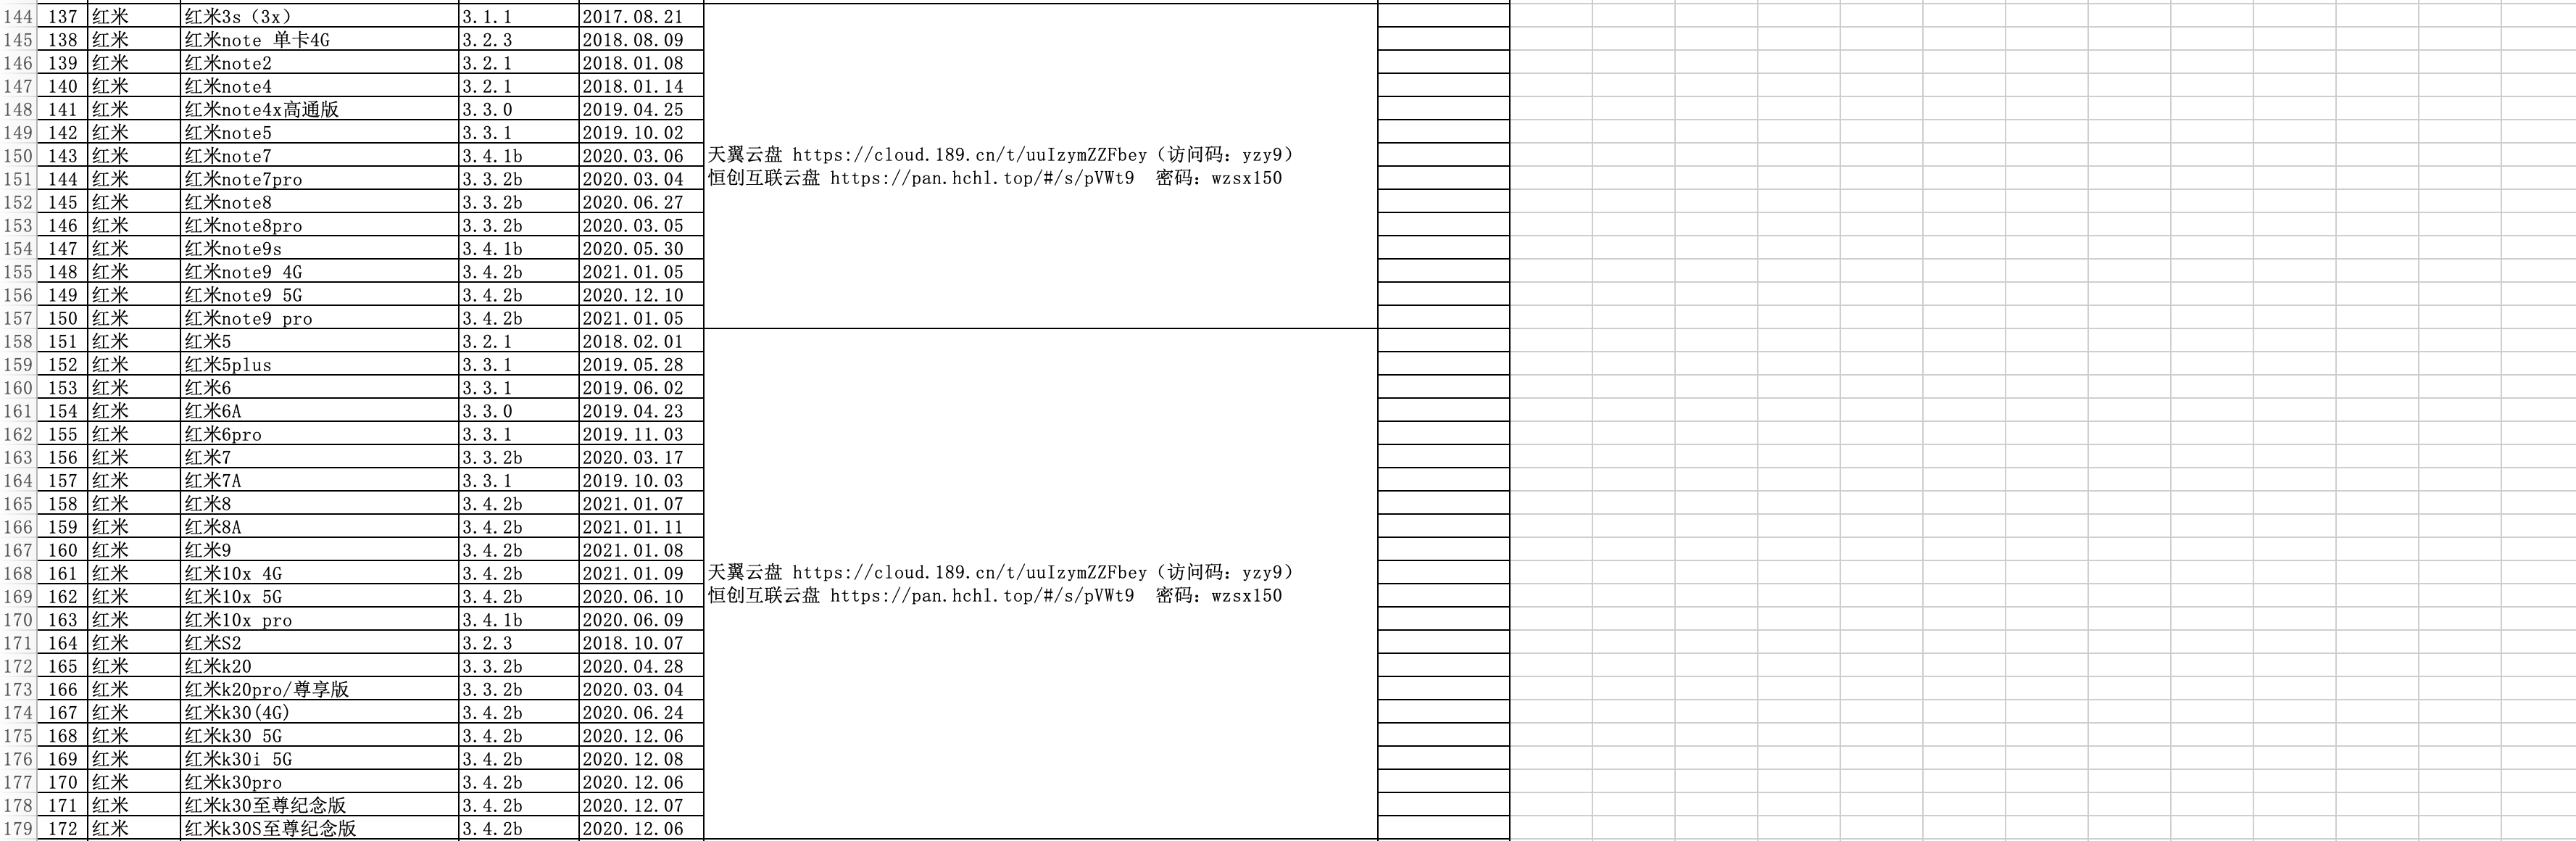 144 137 红米 红米3s（3x） 3.1.1 2017.08.21
145 138 红米 红米note 单卡4G 3.2.3 2018.08.09
146 139 红米 红米note2 3.2.1 2018.01.08
147 140 红米 红米note4 3.2.1 2018.01.14
148 141 红米 红米note4x高通版 3.3.0 2019.04.25
149 142 红米 红米note5 3.3.1 2019.10.02
150 143 红米 红米note7 3.4.1b 2020.03.06 天翼云盘 https://cloud.189.cn/t/uuIzymZZFbey（访问码：yzy9）
151 144 红米 红米note7pro 3.3.2b 2020.03.04 恒创互联云盘 https://pan.hchl.top/#/s/pVWt9 密码：wzsx150
152 145 红米 红米note8 3.3.2b 2020.06.27
153 146 红米 红米note8pro 3.3.2b 2020.03.05
154 147 红米 红米note9s 3.4.1b 2020.05.30
155 148 红米 红米note9 4G 3.4.2b 2021.01.05
156 149 红米 红米note9 5G 3.4.2b 2020.12.10
157 150 红米 红米note9 pro 3.4.2b 2021.01.05
158 151 红米 红米5 3.2.1 2018.02.01
159 152 红米 红米5plus 3.3.1 2019.05.28
160 153 红米 红米6 3.3.1 2019.06.02
161 154 红米 红米6A 3.3.0 2019.04.23
162 155 红米 红米6pro 3.3.1 2019.11.03
163 156 红米 红米7 3.3.2b 2020.03.17
164 157 红米 红米7A 3.3.1 2019.10.03
165 158 红米 红米8 3.4.2b 2021.01.07
166 159 红米 红米8A 3.4.2b 2021.01.11
167 160 红米 红米9 3.4.2b 2021.01.08
168 161 红米 红米10x 4G 3.4.2b 2021.01.09 天翼云盘 https://cloud.189.cn/t/uuIzymZZFbey（访问码：yzy9）
169 162 红米 红米10x 5G 3.4.2b 2020.06.10 恒创互联云盘 https://pan.hchl.top/#/s/pVWt9 密码：wzsx150
170 163 红米 红米10x pro 3.4.1b 2020.06.09
171 164 红米 红米S2 3.2.3 2018.10.07
172 165 红米 红米k20 3.3.2b 2020.04.28
173 166 红米 红米k20pro/尊享版 3.3.2b 2020.03.04
174 167 红米 红米k30(4G) 3.4.2b 2020.06.24
175 168 红米 红米k30 5G 3.4.2b 2020.12.06
176 169 红米 红米k30i 5G 3.4.2b 2020.12.08
177 170 红米 红米k30pro 3.4.2b 2020.12.06
178 171 红米 红米k30至尊纪念版 3.4.2b 2020.12.07
179 172 红米 红米k30S至尊纪念版 3.4.2b 2020.12.06